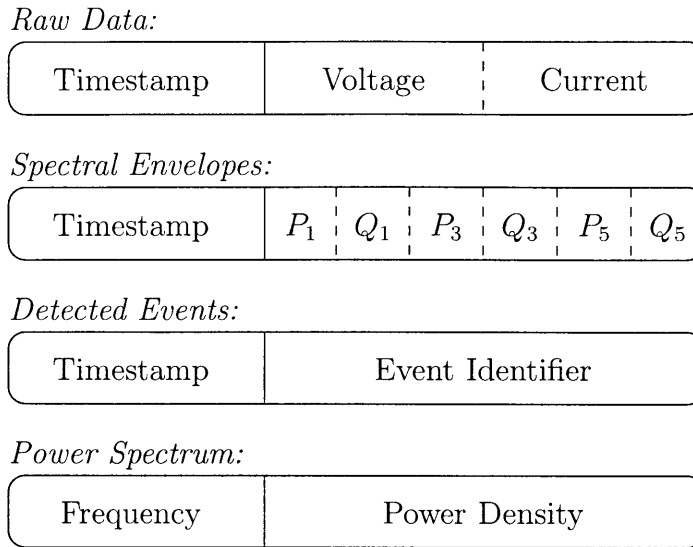 Raw Data:
Timestamp Voltage Current
Spectral Envelopes:
Timestamp P₁ Q₁ P₃ Q₃ P₅ Q₅
Detected Events:
Timestamp Event Identifier
Power Spectrum:
Frequency Power Density